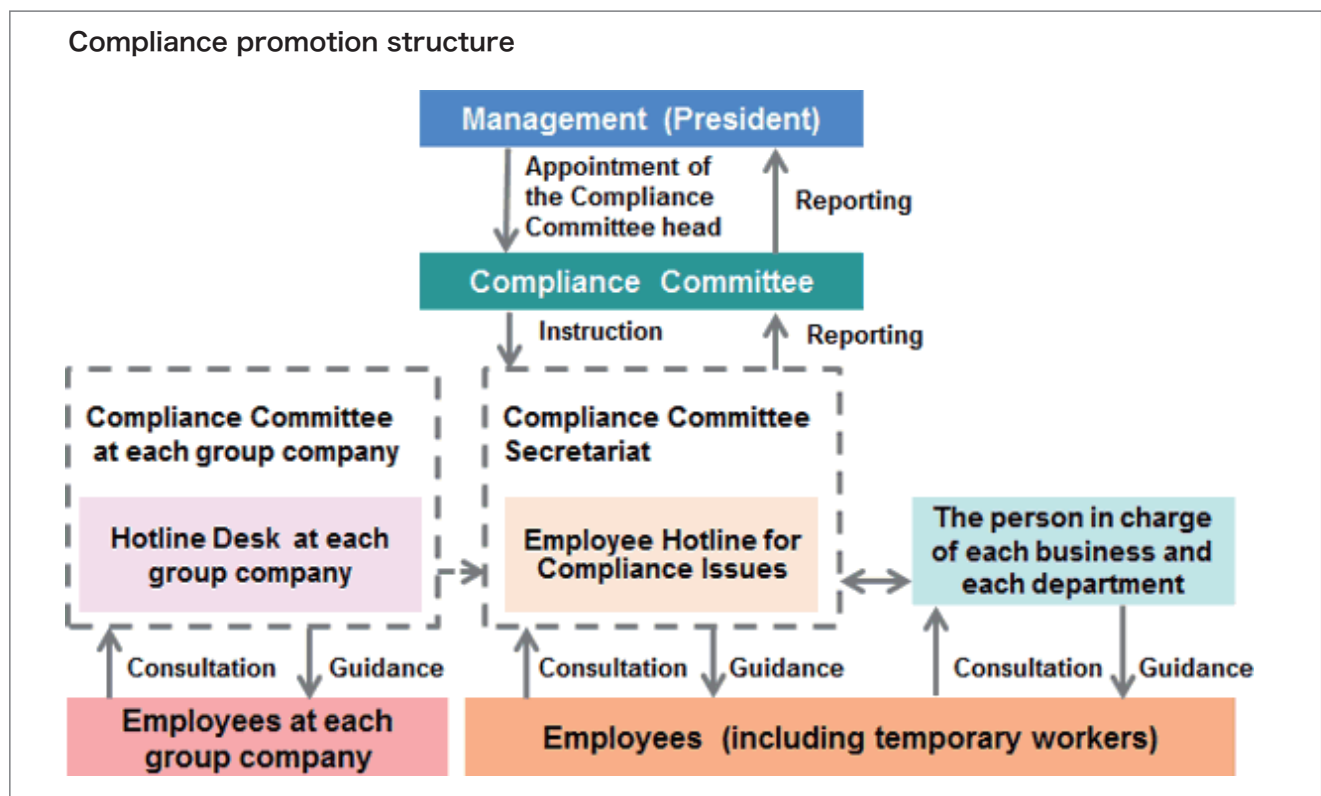 Compliance promotion structure
Management (President)
Appointment of
the Compliance
Committee head
Reporting
Compliance Committee
Instruction
Reporting
Compliance Committee
at each group company
Hotline Desk at each
group company
Compliance Committee
Secretariat
Employee Hotline for
Compliance Issues
The person in charge
of each business and
each department
Consultation
Guidance
Consultation
Guidance
Consultation
Guidance
Employees at each
group company
Employees (including temporary workers)